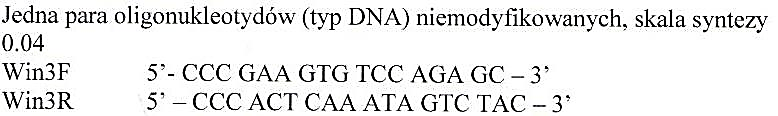 Jedna para oligonukleotydów (typ DNA) niemodyfikowanych, skala syntezy
0.04
Win3F 5’- CCC GAA GTG TCC AGA GC – 3’
Win3R 5’ – CCC ACT CAA ATA GTC TAC – 3’